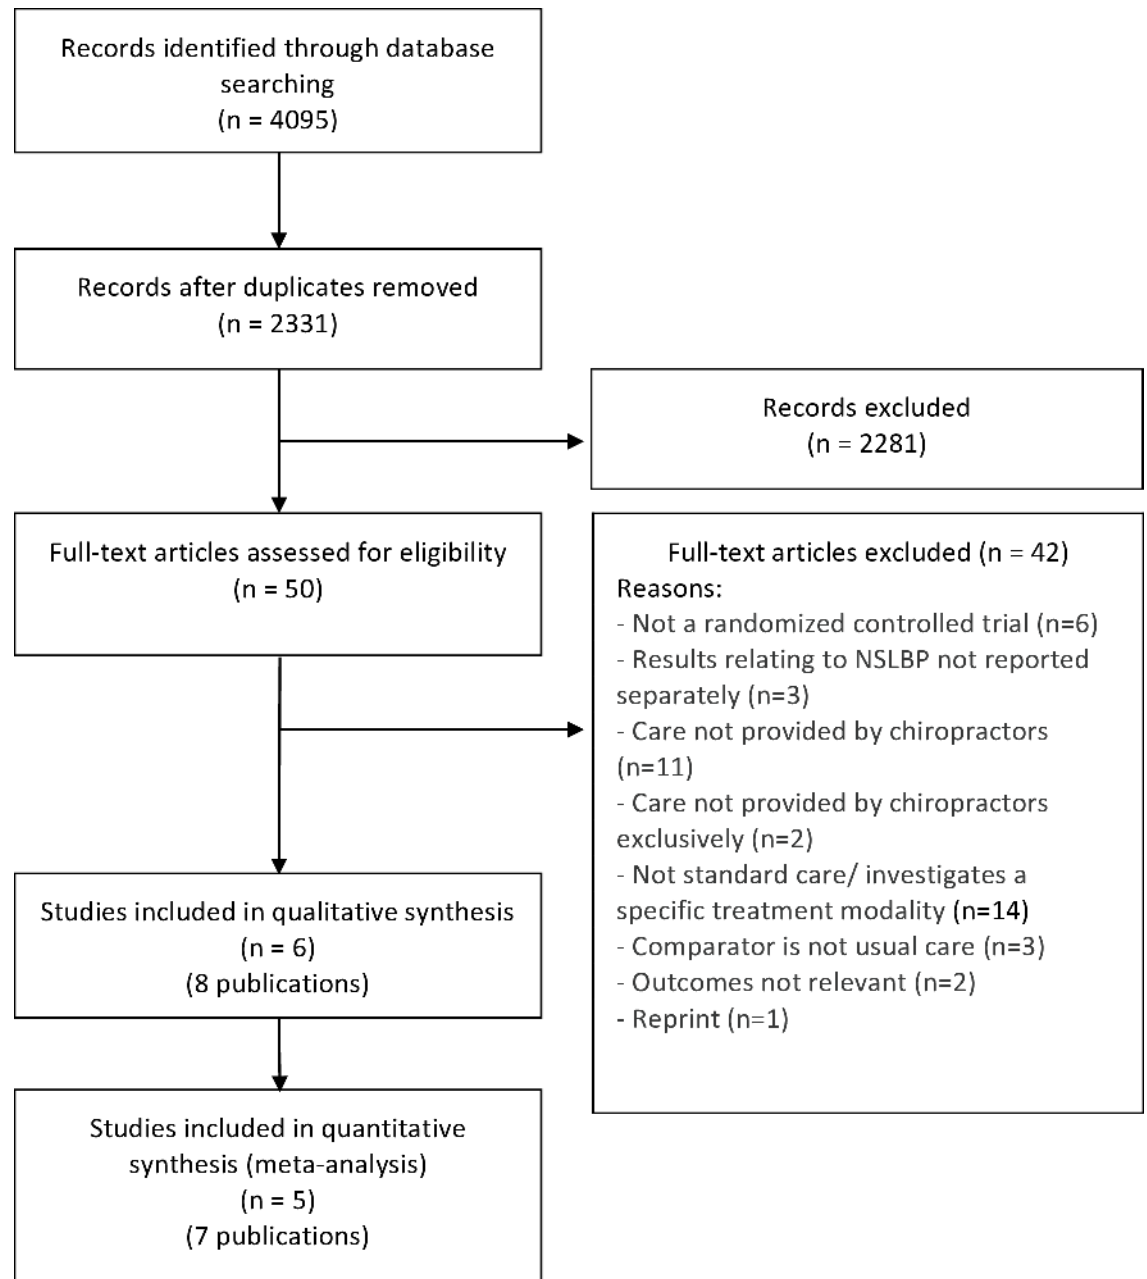 Records identified through database
searching
(n = 4095)
Records after duplicates removed
(n = 2331)
Records excluded
(n = 2281)
Full-text articles assessed for eligibility
(n = 50)
Full-text articles excluded (n = 42)
Reasons:
- Not a randomized controlled trial (n=6)
- Results relating to NSLBP not reported
separately (n=3)
- Care not provided by chiropractors
(n=11)
- Care not provided by chiropractors
exclusively (n=2)
- Not standard care/ investigates a
specific treatment modality (n=14)
- Comparator is not usual care (n=3)
- Outcomes not relevant (n=2)
- Reprint (n=1)
Studies included in qualitative synthesis
(n = 6)
(8 publications)
Studies included in quantitative
synthesis (meta-analysis)
(n = 5)
(7 publications)